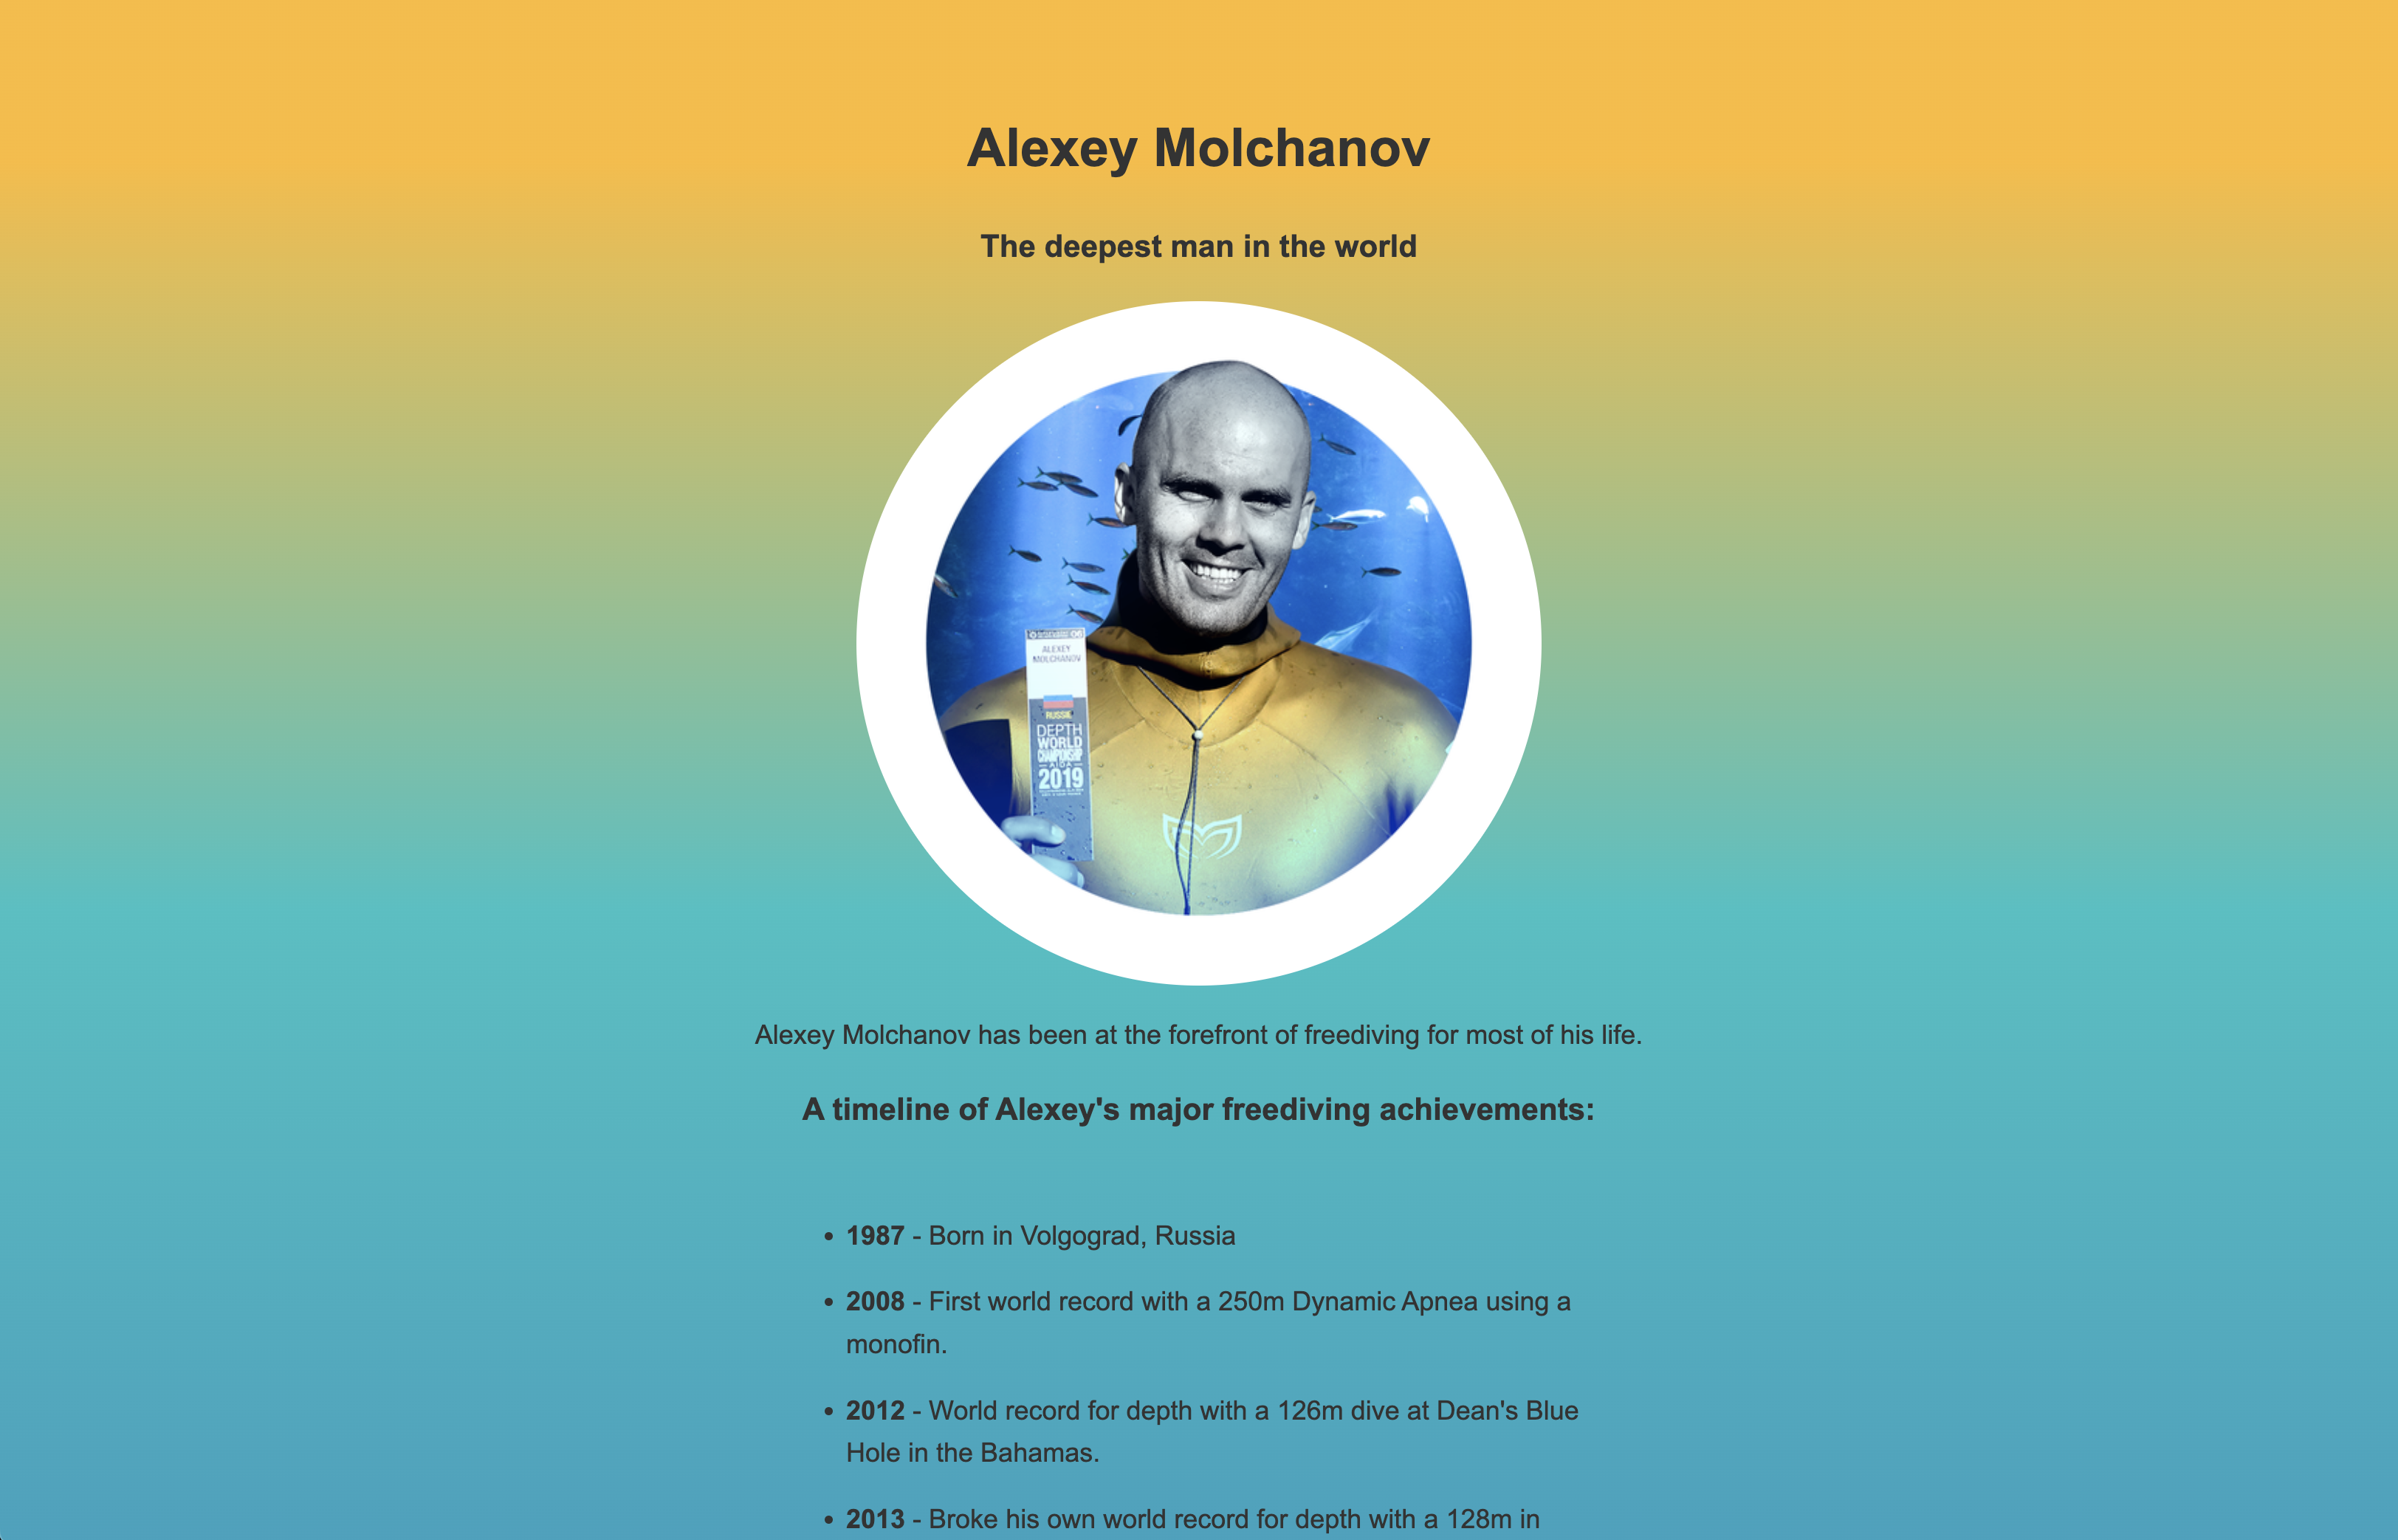 Alexey Molchanov
The deepest man in the world
ALEXEY
MOLCHANOV
RUSSIE
DEPTH
WORLD
CHAMPIONSHIP
AIDA
2019
Alexey Molchanov has been at the forefront of freediving for most of his life.
A timeline of Alexey's major freediving achievements:
• 1987 - Born in Volgograd, Russia
• 2008 - First world record with a 250m Dynamic Apnea using a
monofin.
• 2012 - World record for depth with a 126m dive at Dean's Blue
Hole in the Bahamas.
• 2013 - Broke his own world record for depth with a 128m in